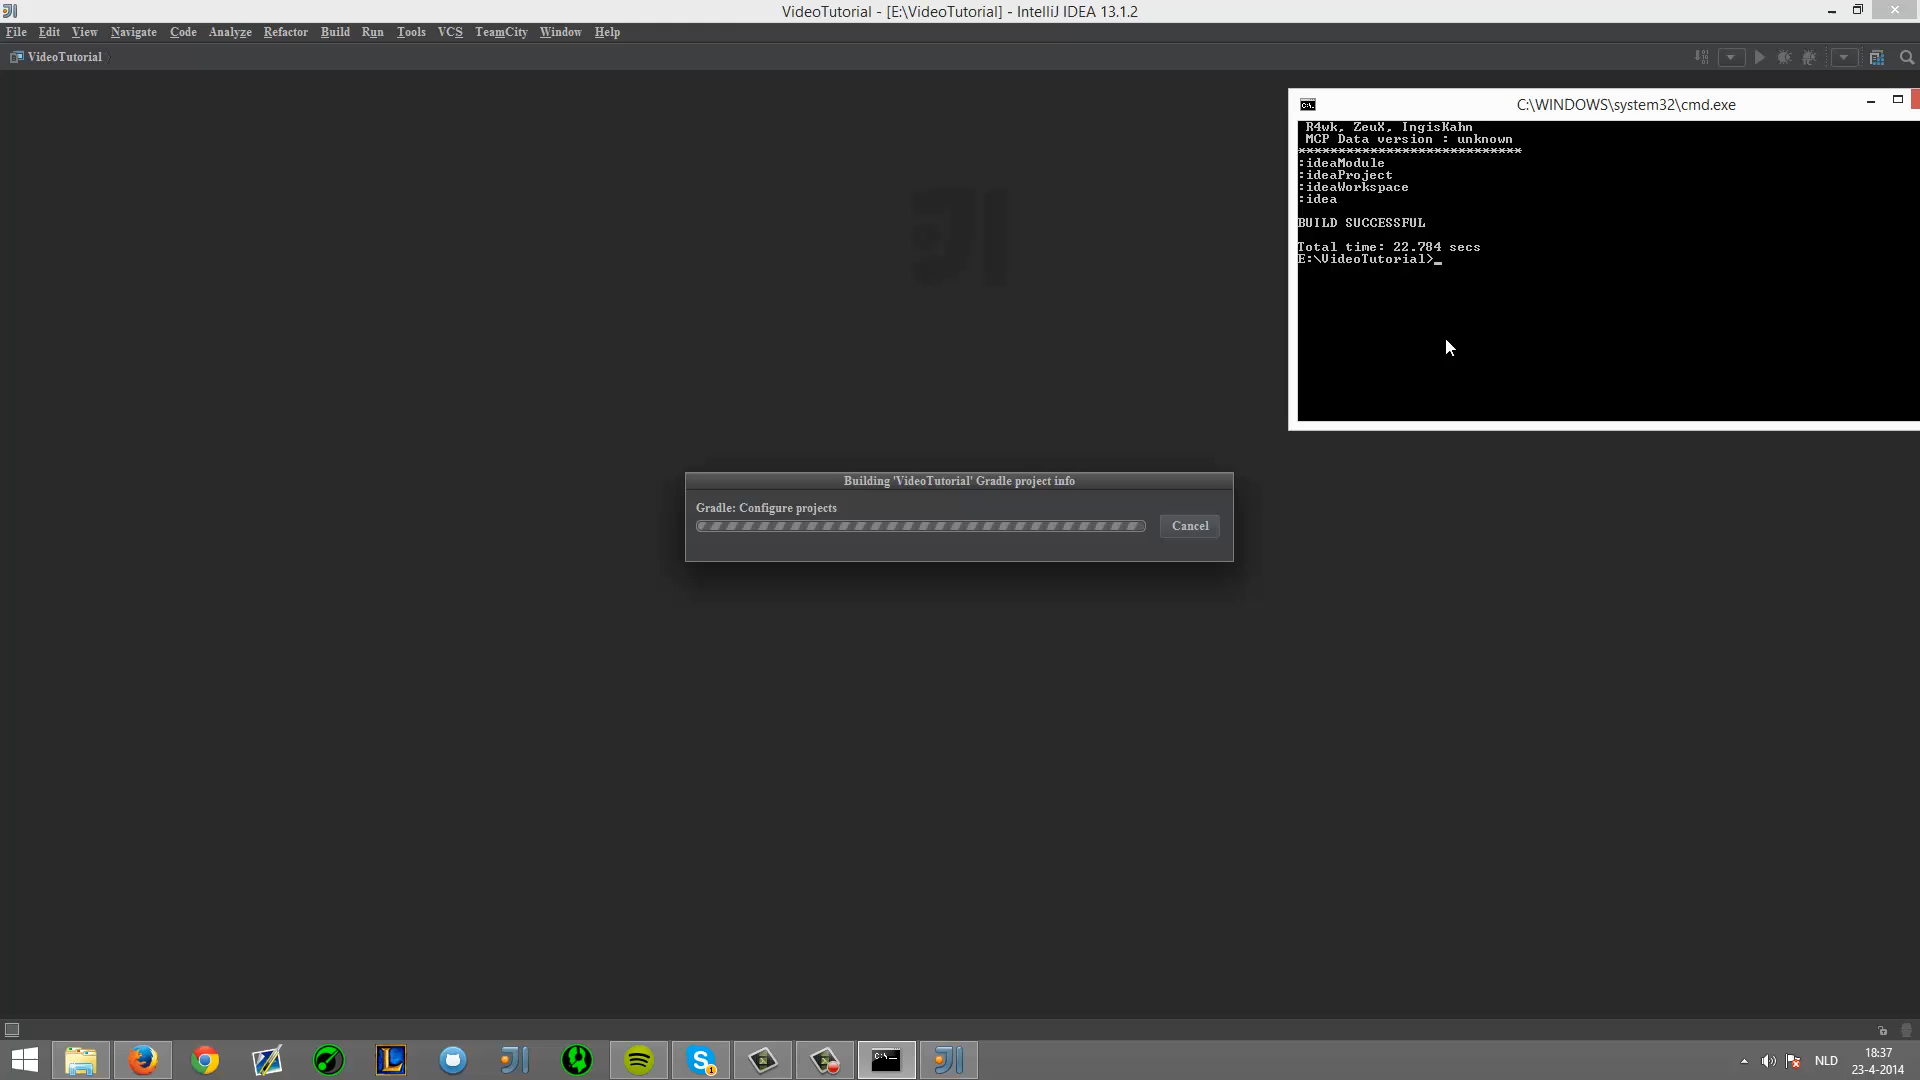 VideoTutorial - [E:\VideoTutorial] - IntelliJ IDEA 13.1.2
File Edit View Navigate Code Analyze Refactor Build Run Tools VCS TeamCity Window Help
VideoTutorial
C:\WINDOWS\system32\cmd.exe
R4wk, ZeuX, IngisKahn
MCP Data version : unknown
****************************
:ideaModule
:ideaProject
:ideaWorkspace
:idea
BUILD SUCCESSFUL
Total time: 22.784 secs
E:\VideoTutorial>_
Building 'VideoTutorial' Gradle project info
Gradle: Configure projects
Cancel
NLD
18:37
23-4-2014